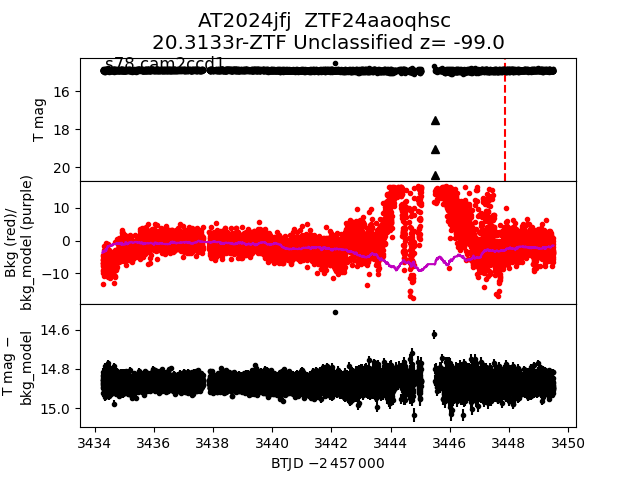 AT2024jfj  ZTF24aaoqhsc
20.3133r-ZTF Unclassified z= -99.0
s78 cam2ccd1
16
18
20
T mag
10
0
−10
Bkg (red)/
bkg_model (purple)
14.6
14.8
15.0
T mag −
bkg_model
3434 3436 3438 3440 3442 3444 3446 3448 3450
BTJD −2 457 000